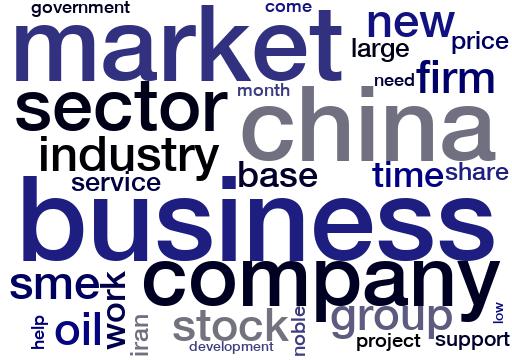 government
come
market
new
large
price
need
firm
sector
month
china
industry
base
time
share
service
business
company
sme
work
help
oil
iran
stock
development
noble
group
project
low
support